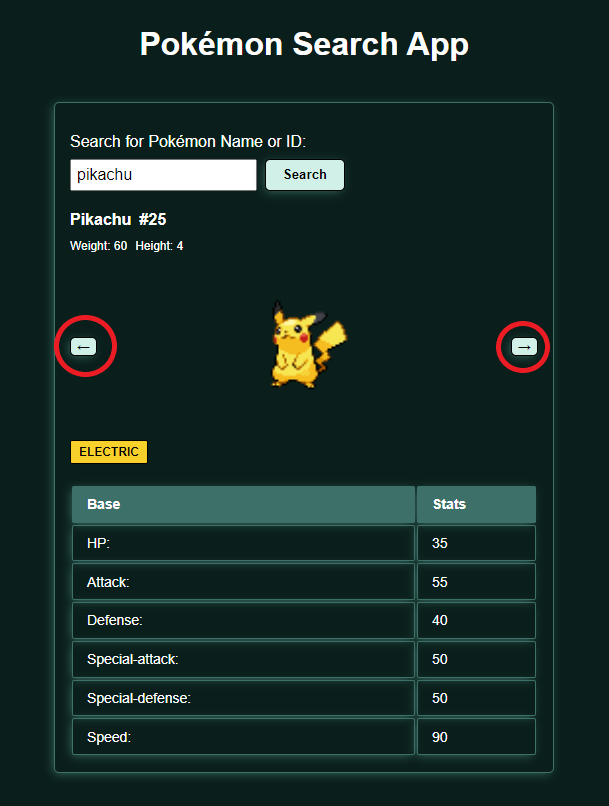 Pokémon Search App
Search for Pokémon Name or ID:
pikachu Search
Pikachu #25
Weight: 60 Height: 4
← →
ELECTRIC
Base Stats
HP: 35
Attack: 55
Defense: 40
Special-attack: 50
Special-defense: 50
Speed: 90